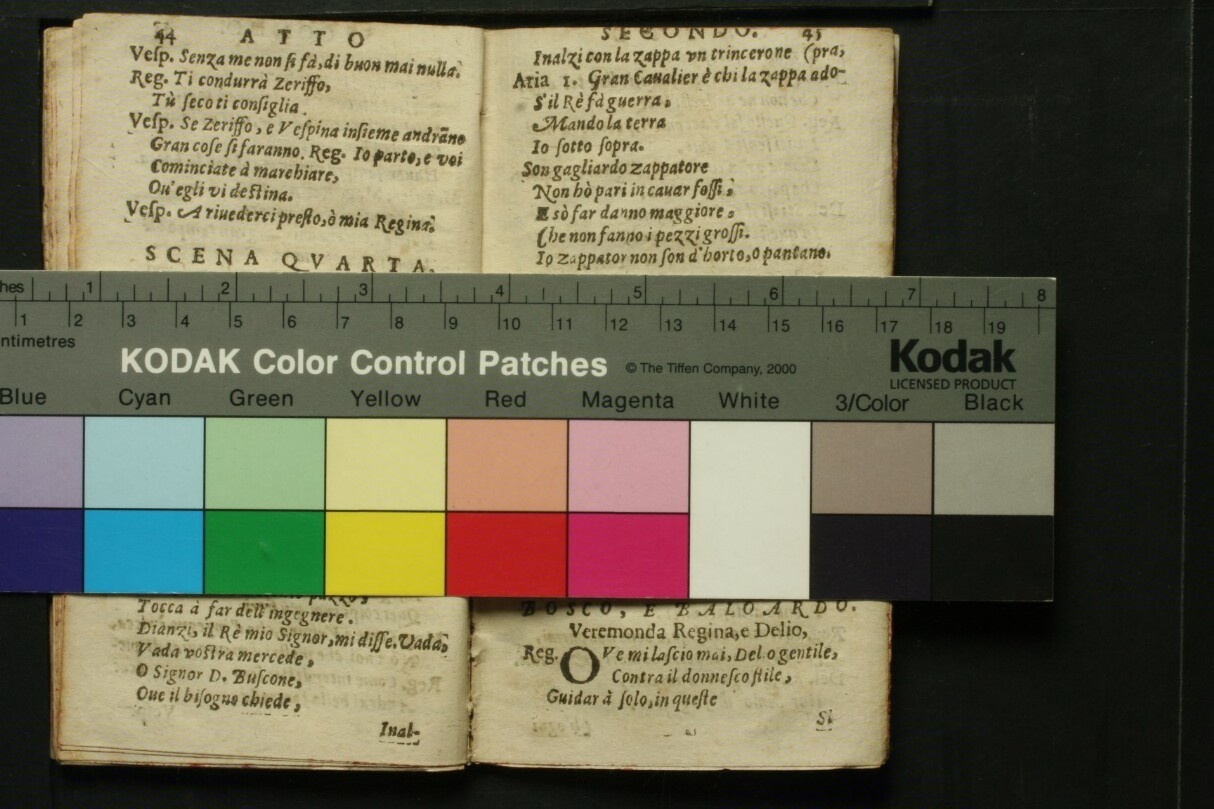 44 ATTO
Veſp. Senza me non ſi fà, di buon mai nulla.
Reg. Ti condurrà Zeriffo,
Tù ſeco ti conſiglia.
Veſp. Se Zeriffo, e Veſpina inſieme andrãno
Gran coſe ſi faranno. Reg. Io parto, e voi
Cominciate à marchiare,
Ou'egli vi deſtina.
Veſp. A riuederci preſto, ò mia Regina.
SCENA QVARTA.
Tocca à far dell'ingegnere.
Dianzi, il Rè mio Signor, mi diſſe. Vada,
Vada voſtra mercede,
O Signor D. Buſcone,
Oue il biſogno chiede,
Inal-
SECONDO. 45
Inalzi con la zappa vn trincerone (pra,
Aria 1. Gran Caualier è chi la zappa ado-
S'il Rè fà guerra,
Mando la terra
Io ſotto ſopra.
Son gagliardo zappatore
Non hò pari in cauar foſſi,
E sò far danno maggiore,
Che non fanno i pezzi groſſi.
Io zappator non ſon d'horto, o pantano.
BOSCO, E BALOARDO.
Veremonda Regina, e Delio,
Reg. OVe mi laſcio mai, Delio gentile,
Contra il donneſco ſtile,
Guidar à ſolo, in queſte
Si
hes 1 2 3 4 5 6 7 8
1 2 3 4 5 6 7 8 9 10 11 12 13 14 15 16 17 18 19
ntimetres
KODAK Color Control Patches © The Tiffen Company, 2000 Kodak
LICENSED PRODUCT
Blue Cyan Green Yellow Red Magenta White 3/Color Black